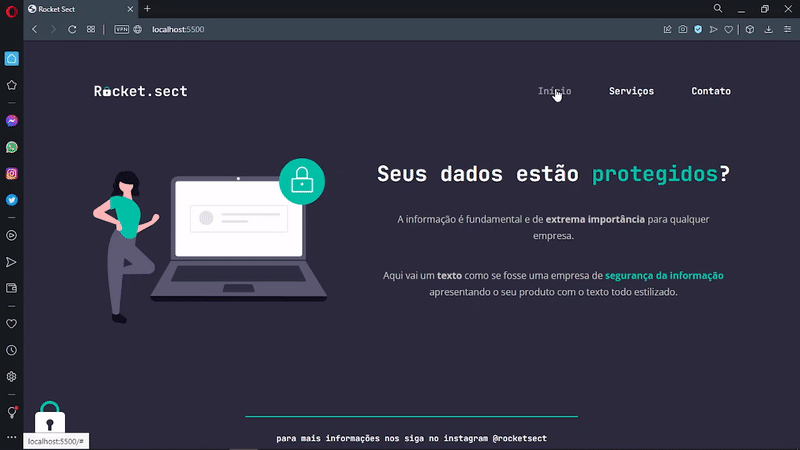 Rocket Sect
VPN
localhost:5500
Rocket.sect
Início
Serviços
Contato
Seus dados estão protegidos?
A informação é fundamental e de extrema importância para qualquer
empresa.
Aqui vai um texto como se fosse uma empresa de segurança da informação
apresentando o seu produto com o texto todo estilizado.
para mais informações nos siga no instagram @rocketsect
localhost:5500/#